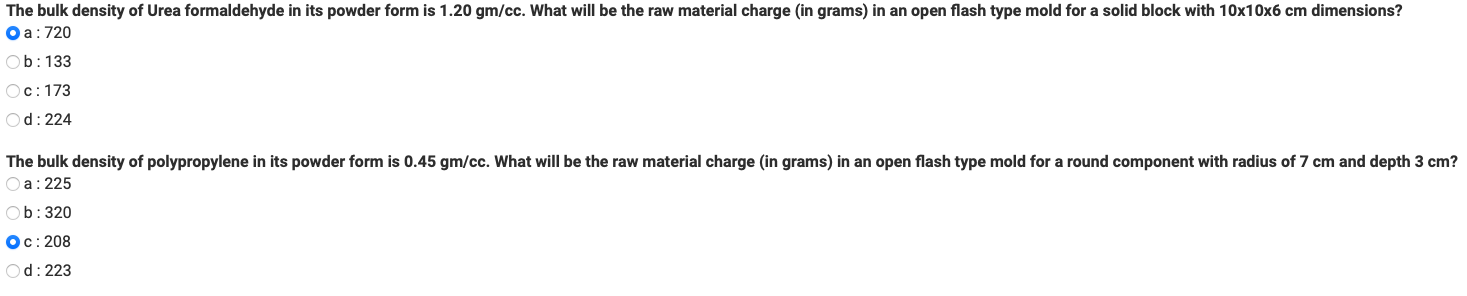 The bulk density of Urea formaldehyde in its powder form is 1.20 gm/cc. What will be the raw material charge (in grams) in an open flash type mold for a solid block with 10x10x6 cm dimensions?
a : 720
b : 133
c : 173
d : 224
The bulk density of polypropylene in its powder form is 0.45 gm/cc. What will be the raw material charge (in grams) in an open flash type mold for a round component with radius of 7 cm and depth 3 cm?
a : 225
b : 320
c : 208
d : 223